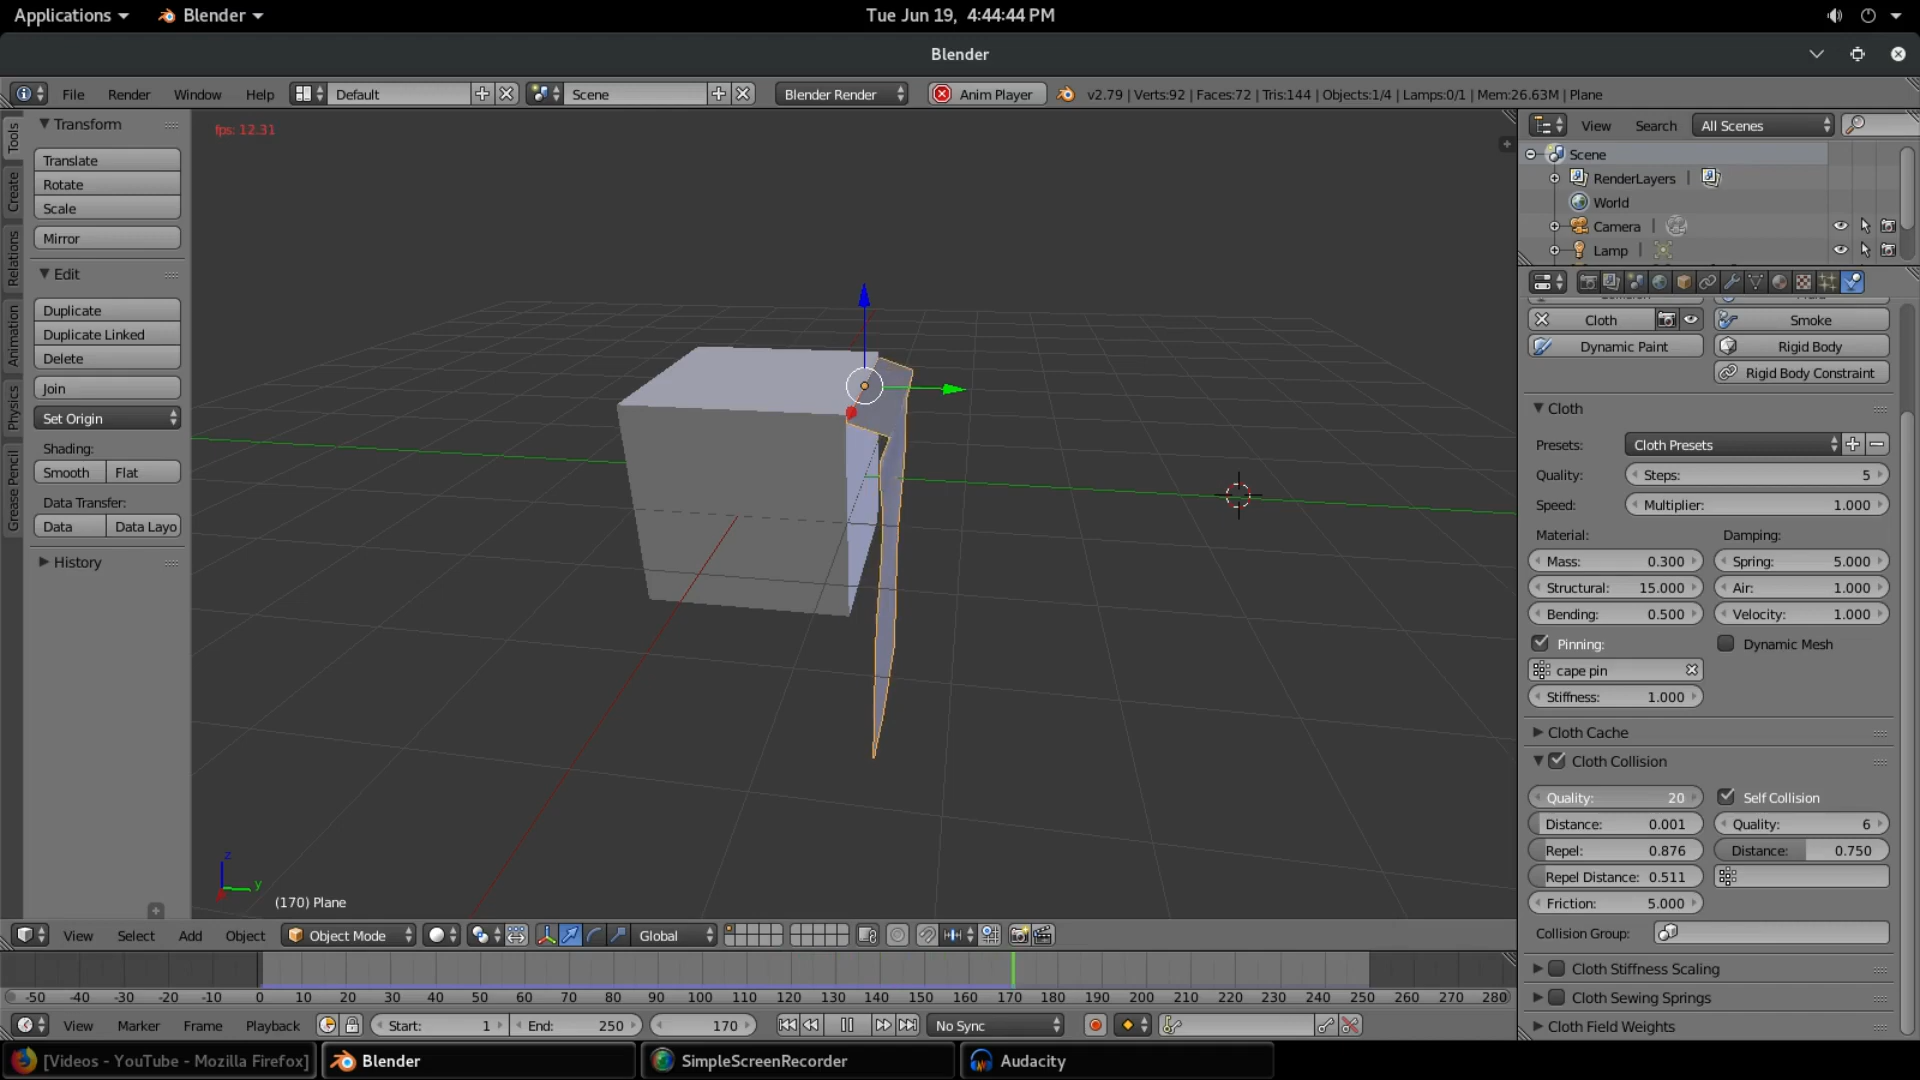 Applications Blender Tue Jun 19, 4:44:44 PM
Blender
File Render Window Help Default Scene Blender Render Anim Player v2.79 | Verts:92 | Faces:72 | Tris:144 | Objects:1/4 | Lamps:0/1 | Mem:26.63M | Plane
Tools
Create
Relations
Animation
Physics
Grease Pencil
Transform
Translate
Rotate
Scale
Mirror
Edit
Duplicate
Duplicate Linked
Delete
Join
Set Origin
Shading:
Smooth Flat
Data Transfer:
Data Data Layo
History
fps: 12.31
z
y
(170) Plane
View Search All Scenes
Scene
RenderLayers |
World
Camera |
Lamp |
Cloth Smoke
Dynamic Paint Rigid Body
Rigid Body Constraint
Cloth
Presets: Cloth Presets
Quality: Steps: 5
Speed: Multiplier: 1.000
Material: Damping:
Mass: 0.300 Spring: 5.000
Structural: 15.000 Air: 1.000
Bending: 0.500 Velocity: 1.000
Pinning: Dynamic Mesh
cape pin
Stiffness: 1.000
Cloth Cache
Cloth Collision
Quality: 20 Self Collision
Distance: 0.001 Quality: 6
Repel: 0.876 Distance: 0.750
Repel Distance: 0.511
Friction: 5.000
Collision Group:
Cloth Stiffness Scaling
Cloth Sewing Springs
Cloth Field Weights
View Select Add Object Object Mode Global
-50 -40 -30 -20 -10 0 10 20 30 40 50 60 70 80 90 100 110 120 130 140 150 160 170 180 190 200 210 220 230 240 250 260 270 280
View Marker Frame Playback Start: 1 End: 250 170 No Sync
[Videos - YouTube - Mozilla Firefox] Blender SimpleScreenRecorder Audacity